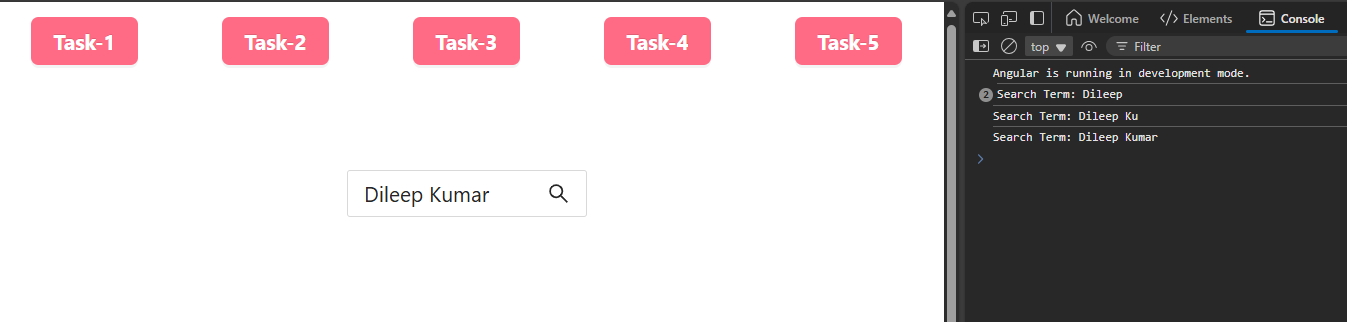 Task-1 Task-2 Task-3 Task-4 Task-5
Dileep Kumar
Welcome Elements Console
top Filter
Angular is running in development mode.
2 Search Term: Dileep
Search Term: Dileep Ku
Search Term: Dileep Kumar